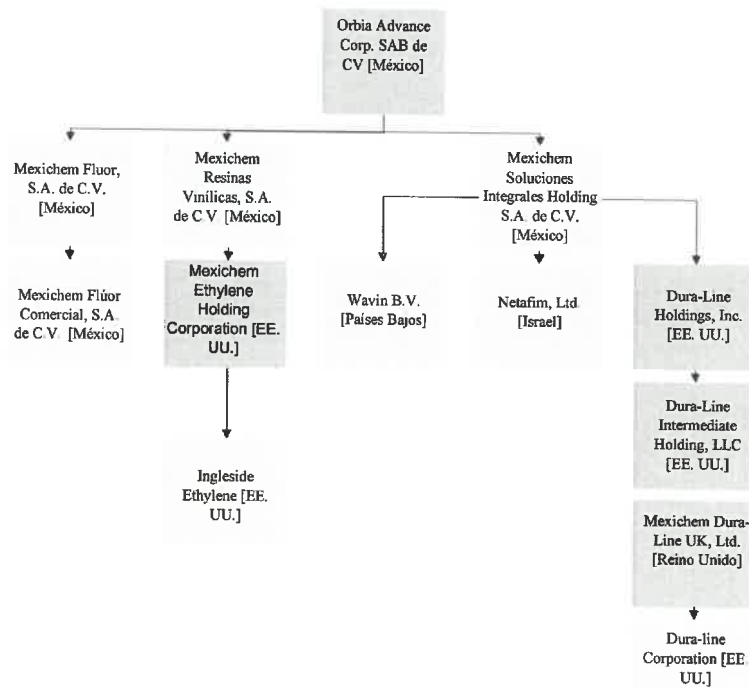 Orbia Advance
Corp. SAB de
CV [México]
Mexichem Fluor,
S.A. de C.V.
[México]
Mexichem
Resinas
Vinílicas, S.A.
de C V [México]
Mexichem
Soluciones
Integrales Holding
S.A. de C.V.
[México]
Mexichem Flúor
Comercial, S.A.
de C.V. [México]
Mexichem
Ethylene
Holding
Corporation [EE.
UU.]
Wavin B.V.
[Países Bajos]
Netafim, Ltd
[Israel]
Dura-Line
Holdings, Inc.
[EE. UU.]
Dura-Line
Intermediate
Holding, LLC
[EE. UU.]
Ingleside
Ethylene [EE.
UU.]
Mexichem Dura-
Line UK, Ltd.
[Reino Unido]
Dura-line
Corporation [EE.
UU.]